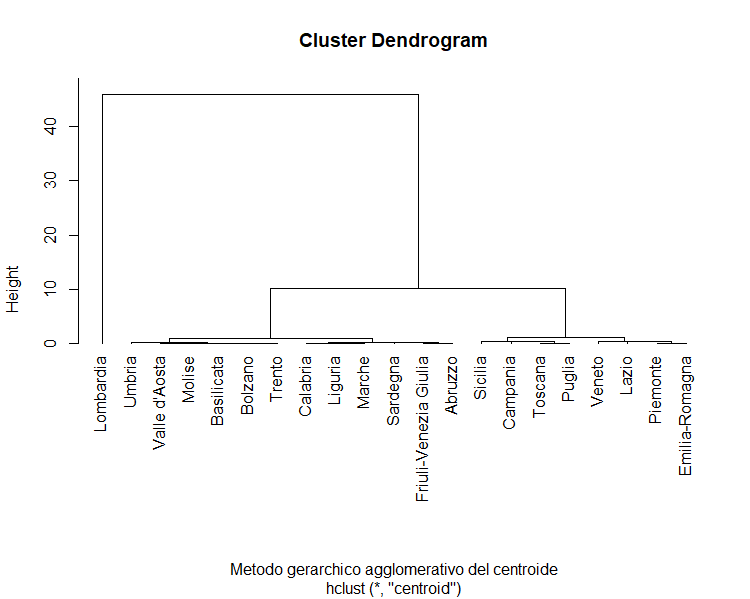 Cluster Dendrogram
Height
0
10
20
30
40
Lombardia
Umbria
Valle d'Aosta
Molise
Basilicata
Bolzano
Trento
Calabria
Liguria
Marche
Sardegna
Friuli-Venezia Giulia
Abruzzo
Sicilia
Campania
Toscana
Puglia
Veneto
Lazio
Piemonte
Emilia-Romagna
Metodo gerarchico agglomerativo del centroide
hclust (*, "centroid")